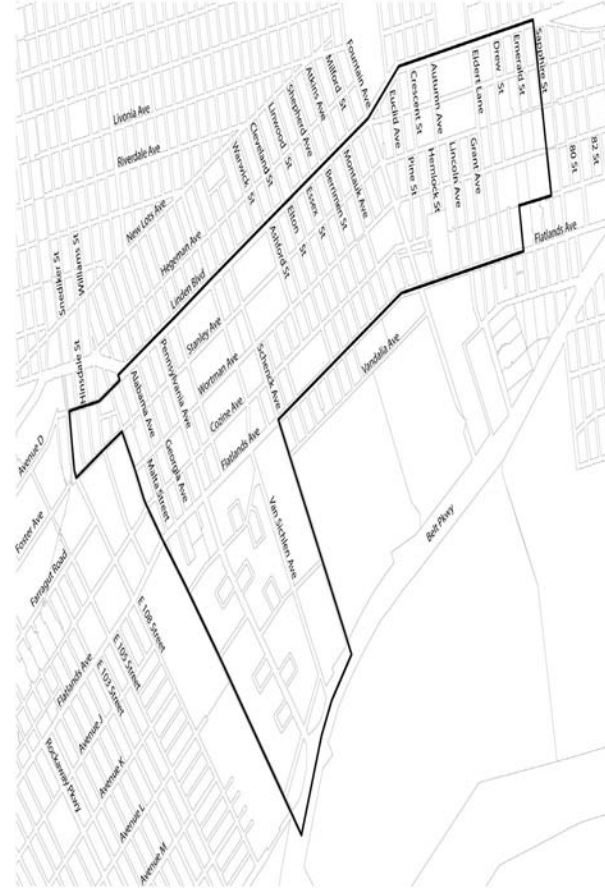 Sapphire St
Emerald St
Drew St
Eldert Lane
Autumn Ave
Crescent St
Euclid Ave
Fountain Ave
Milford St
Atkins Ave
Shepherd Ave
Linwood St
Cleveland St
Warwick St
Livonia Ave
Riverdale Ave
New Lots Ave
Hegeman Ave
Linden Blvd
82 St
80 St
Grant Ave
Lincoln Ave
Hemlock St
Pine St
Montauk Ave
Berrimen St
Essex St
Elton St
Ashford St
Flatlands Ave
Vandalia Ave
Williams St
Snediker St
Hinsdale St
Stanley Ave
Wortman Ave
Cozine Ave
Flatlands Ave
Schenck Ave
Pennsylvania Ave
Alabama Ave
Georgia Ave
Malta Street
Van Sichlen Ave
Belt Pkwy
Avenue D
Foster Ave
Farragut Road
E 108 Street
E 105 Street
E 103 Street
Flatlands Ave
Avenue J
Rockaway Pkwy
Avenue K
Avenue L
Avenue M